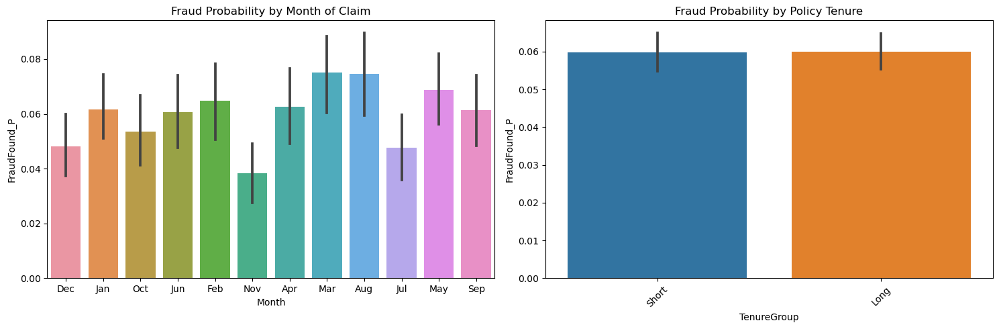 Fraud Probability by Month of Claim
FraudFound_P
0.08
0.06
0.04
0.02
0.00
Dec Jan Oct Jun Feb Nov Apr Mar Aug Jul May Sep
Month
Fraud Probability by Policy Tenure
FraudFound_P
0.06
0.05
0.04
0.03
0.02
0.01
0.00
Short Long
TenureGroup